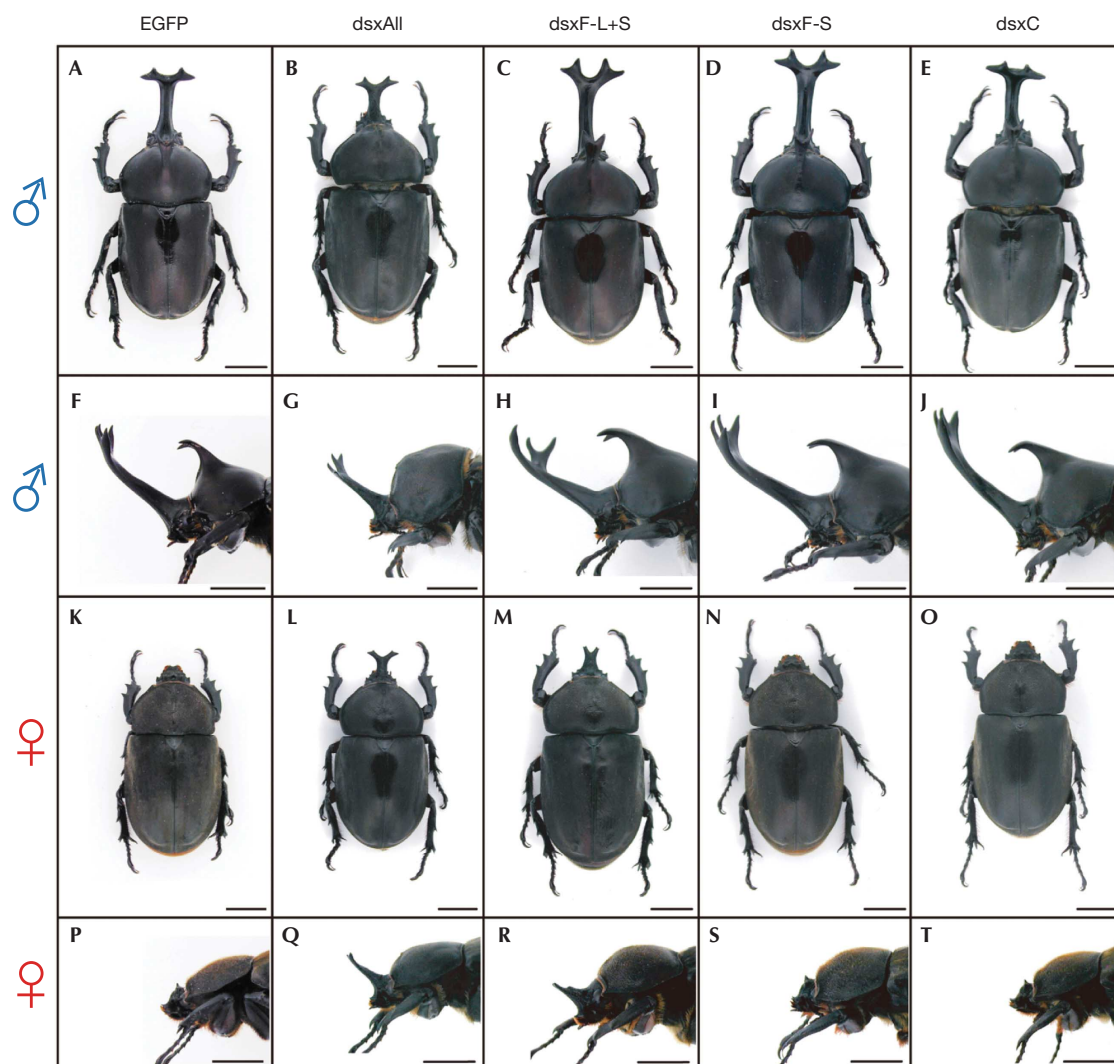 EGFP dsxAll dsxF-L+S dsxF-S dsxC
A B C D E
♂
F G H I J
♂
K L M N O
♀
P Q R S T
♀